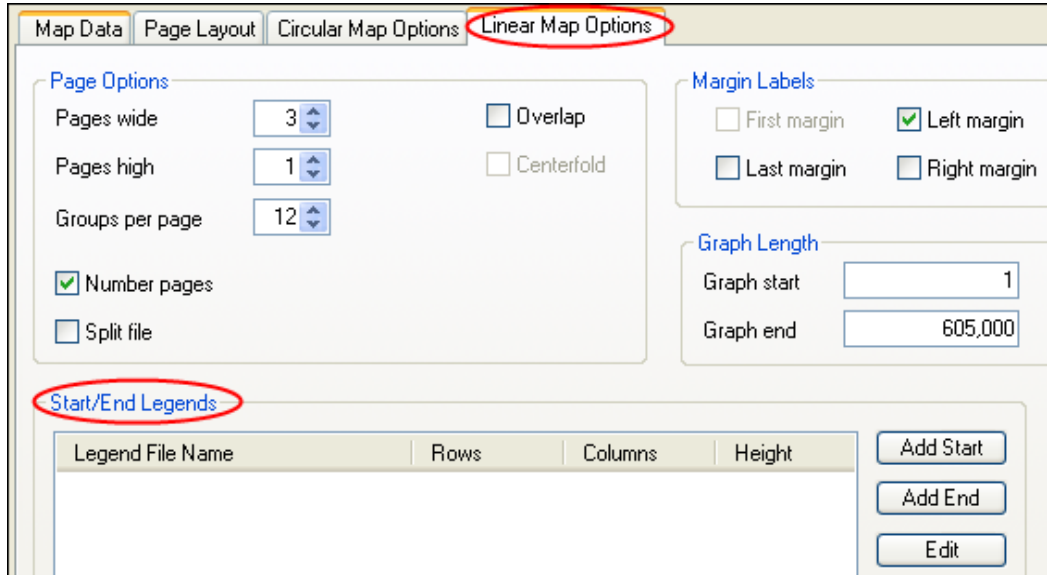 Map Data Page Layout Circular Map Options Linear Map Options
Page Options
Pages wide 3
Overlap
Pages high 1
Centerfold
Groups per page 12
Number pages
Split file
Margin Labels
First margin Left margin
Last margin Right margin
Graph Length
Graph start 1
Graph end 605,000
Start/End Legends
Legend File Name Rows Columns Height
Add Start
Add End
Edit